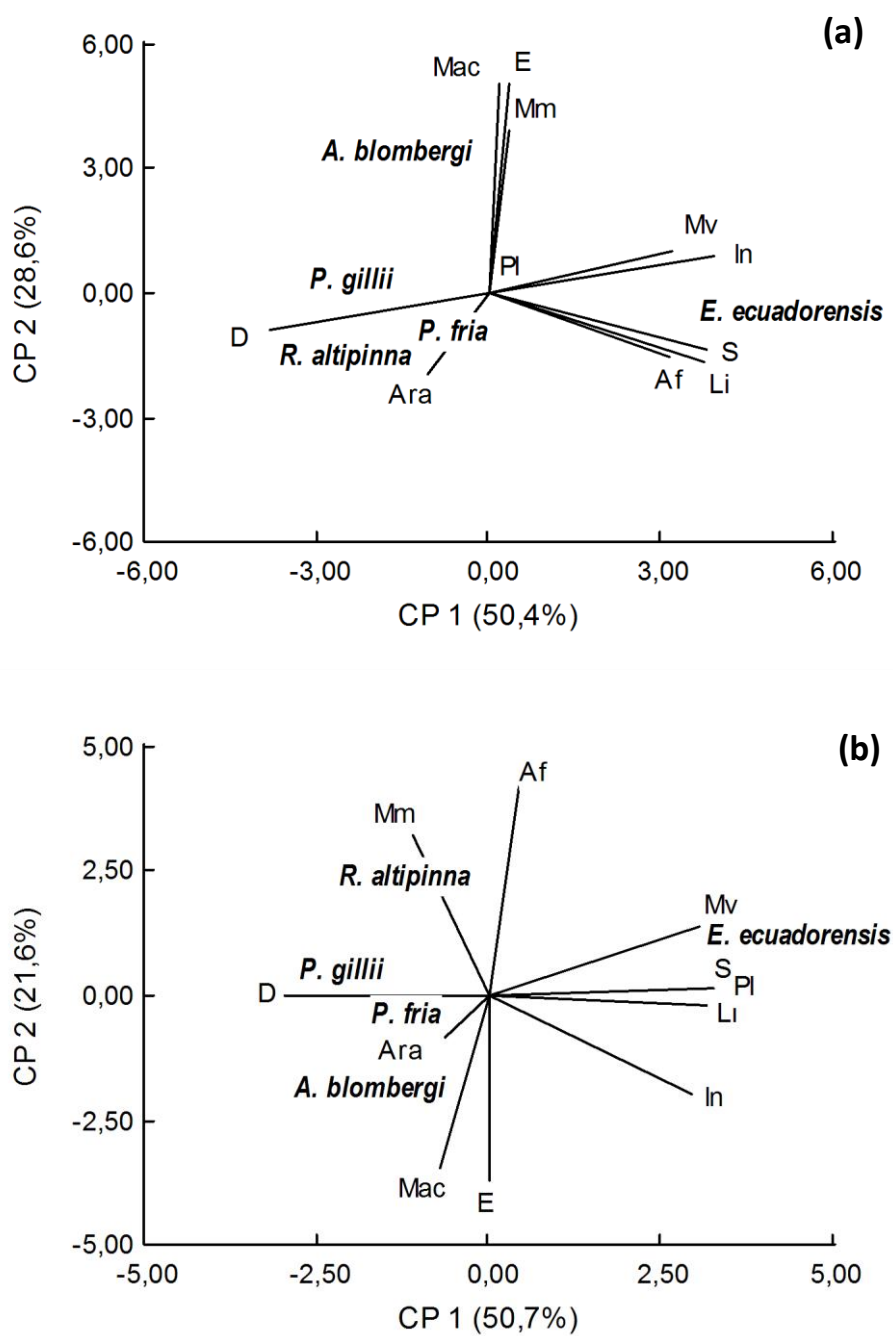 (a)
6,00
Mac
E
Mm
A. blombergi
3,00
Mv
In
Pl
P. gillii
0,00
E. ecuadorensis
P. fria
D
R. altipinna
S
Af
Li
Ara
-3,00
-6,00
-6,00 -3,00 0,00 3,00 6,00
CP 1 (50,4%)
CP 2 (28,6%)
(b)
5,00
Af
Mm
2,50
R. altipinna
Mv
E. ecuadorensis
P. gillii
S
Pl
0,00
D
P. fria
Li
Ara
A. blombergi
In
-2,50
Mac
E
-5,00
-5,00 -2,50 0,00 2,50 5,00
CP 1 (50,7%)
CP 2 (21,6%)